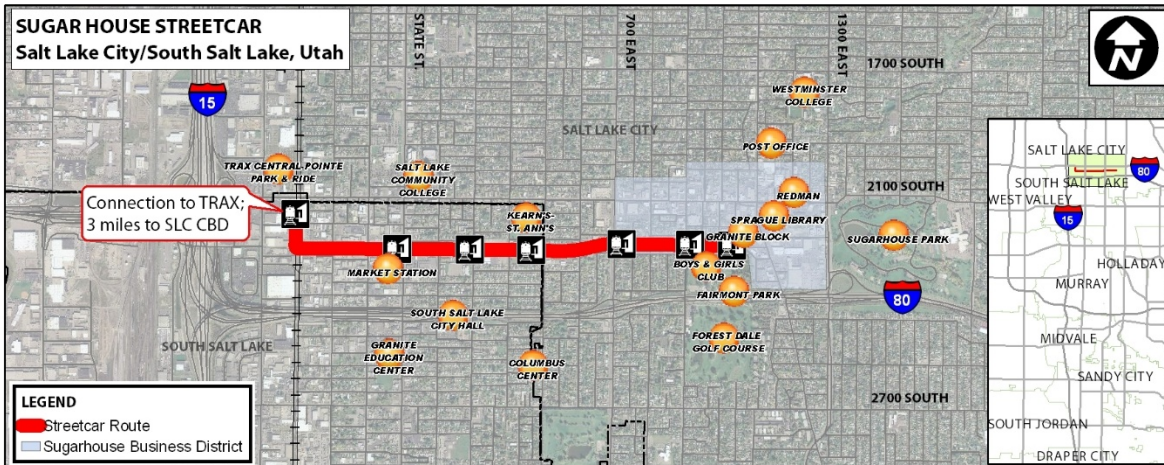 SUGAR HOUSE STREETCAR
Salt Lake City/South Salt Lake, Utah
STATE ST.
700 EAST
1300 EAST
1700 SOUTH
N
15
WESTMINSTER
COLLEGE
SALT LAKE CITY
POST OFFICE
TRAX CENTRAL POINTE
PARK & RIDE
SALT LAKE
COMMUNITY
COLLEGE
2100 SOUTH
REDMAN
Connection to TRAX;
3 miles to SLC CBD
KEARN'S-
ST. ANN'S
SPRAGUE LIBRARY
GRANITE BLOCK
SUGARHOUSE PARK
MARKET STATION
BOYS & GIRLS
CLUB
FAIRMONT PARK
80
SOUTH SALT LAKE
CITY HALL
SOUTH SALT LAKE
GRANITE
EDUCATION
CENTER
COLUMBUS
CENTER
FOREST DALE
GOLF COURSE
2700 SOUTH
LEGEND
Streetcar Route
Sugarhouse Business District
SALT LAKE CITY
80
SOUTH SALT LAKE
WEST VALLEY
15
HOLLADAY
MURRAY
MIDVALE
SANDY CITY
SOUTH JORDAN
DRAPER CITY